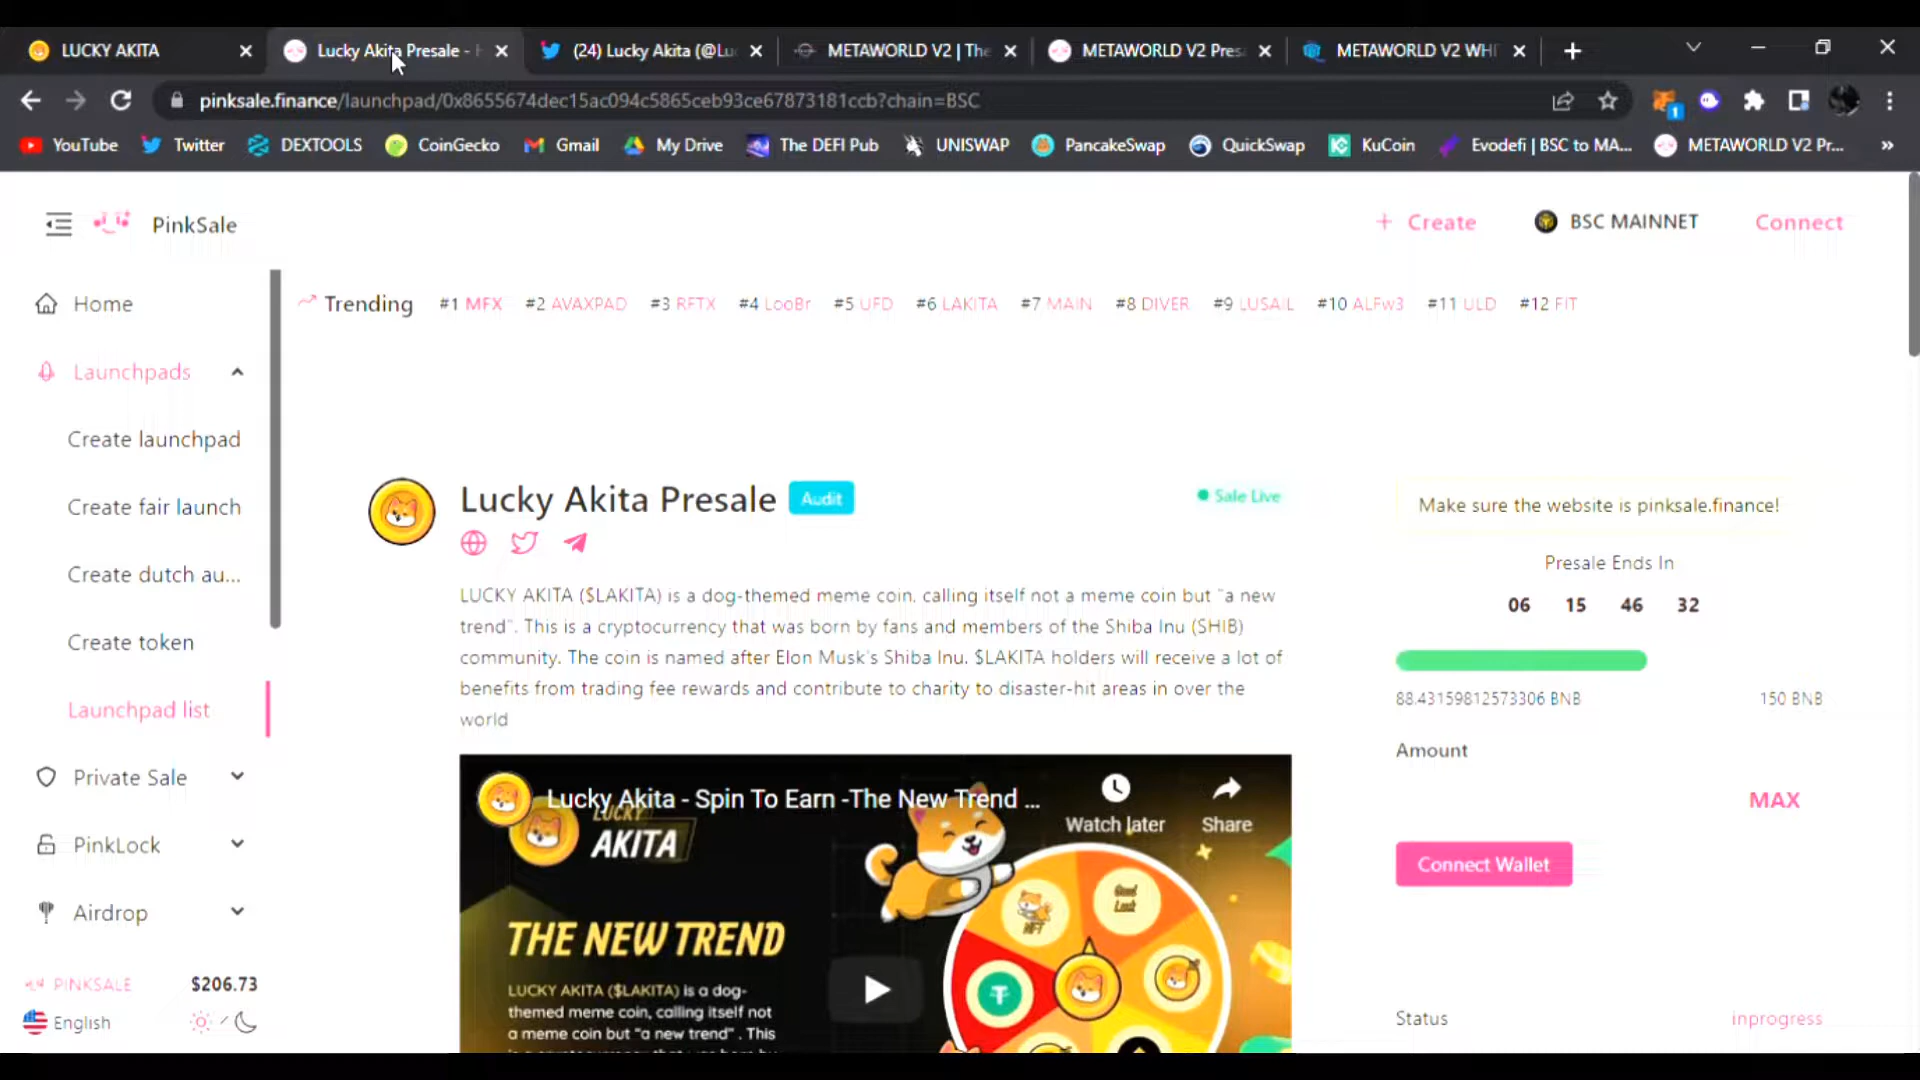 LUCKY AKITA
Lucky Akita Presale -
(24) Lucky Akita (@Lu
METAWORLD V2 | The
METAWORLD V2 Pres
METAWORLD V2 WHI
pinksale.finance/launchpad/0x8655674dec15ac094c5865ceb93ce67873181ccb?chain=BSC
1
YouTube
Twitter
DEXTOOLS
CoinGecko
Gmail
My Drive
The DEFI Pub
UNISWAP
PancakeSwap
QuickSwap
KuCoin
Evodefi | BSC to MA...
METAWORLD V2 Pr...
»
PinkSale
+ Create
BSC MAINNET
Connect
Home
Launchpads
Create launchpad
Create fair launch
Create dutch au...
Create token
Launchpad list
Private Sale
PinkLock
Airdrop
PINKSALE
$206.73
English
Trending
#1 MFX
#2 AVAXPAD
#3 RFTX
#4 LooBr
#5 UFD
#6 LAKITA
#7 MAIN
#8 DIVER
#9 LUSAIL
#10 ALFw3
#11 ULD
#12 FIT
Lucky Akita Presale
Audit
Sale Live
LUCKY AKITA ($LAKITA) is a dog-themed meme coin, calling itself not a meme coin but "a new
trend". This is a cryptocurrency that was born by fans and members of the Shiba Inu (SHIB)
community. The coin is named after Elon Musk's Shiba Inu. $LAKITA holders will receive a lot of
benefits from trading fee rewards and contribute to charity to disaster-hit areas in over the
world
Lucky Akita - Spin To Earn -The New Trend ...
Watch later
Share
LUCKY
AKITA
THE NEW TREND
LUCKY AKITA ($LAKITA) is a dog-
themed meme coin, calling itself not
a meme coin but "a new trend" . This
NFT
Good
Luck
Make sure the website is pinksale.finance!
Presale Ends In
06 15 46 32
88.43159812573306 BNB
150 BNB
Amount
MAX
Connect Wallet
Status
inprogress